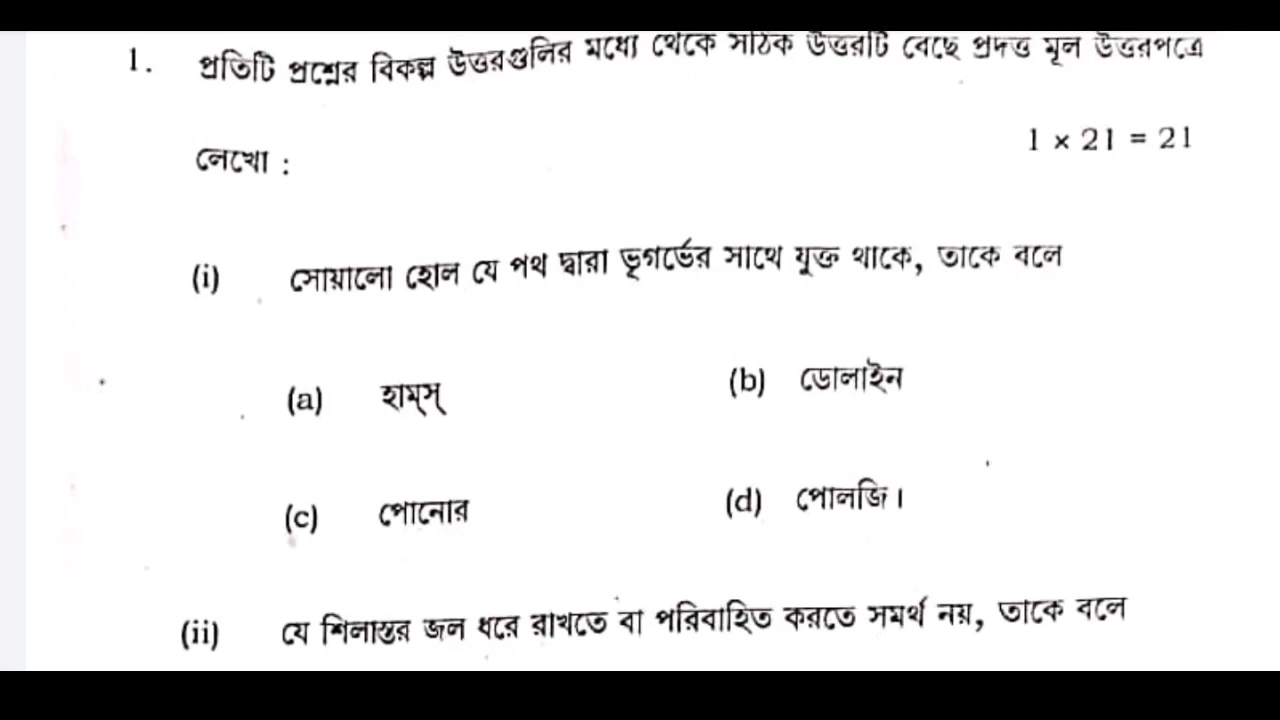 1. প্রতিটি প্রশ্নের বিকল্প উত্তরগুলির মধ্যে থেকে সঠিক উত্তরটি বেছে প্রদত্ত মূল উত্তরপত্রে
লেখো : 1 × 21 = 21
(i) সোয়ালো হোল যে পথ দ্বারা ভূগর্ভের সাথে যুক্ত থাকে, তাকে বলে
(a) হাম্‌স্ (b) ডোলাইন
(c) পোনোর (d) পোলজি।
(ii) যে শিলাস্তর জল ধরে রাখতে বা পরিবাহিত করতে সমর্থ নয়, তাকে বলে